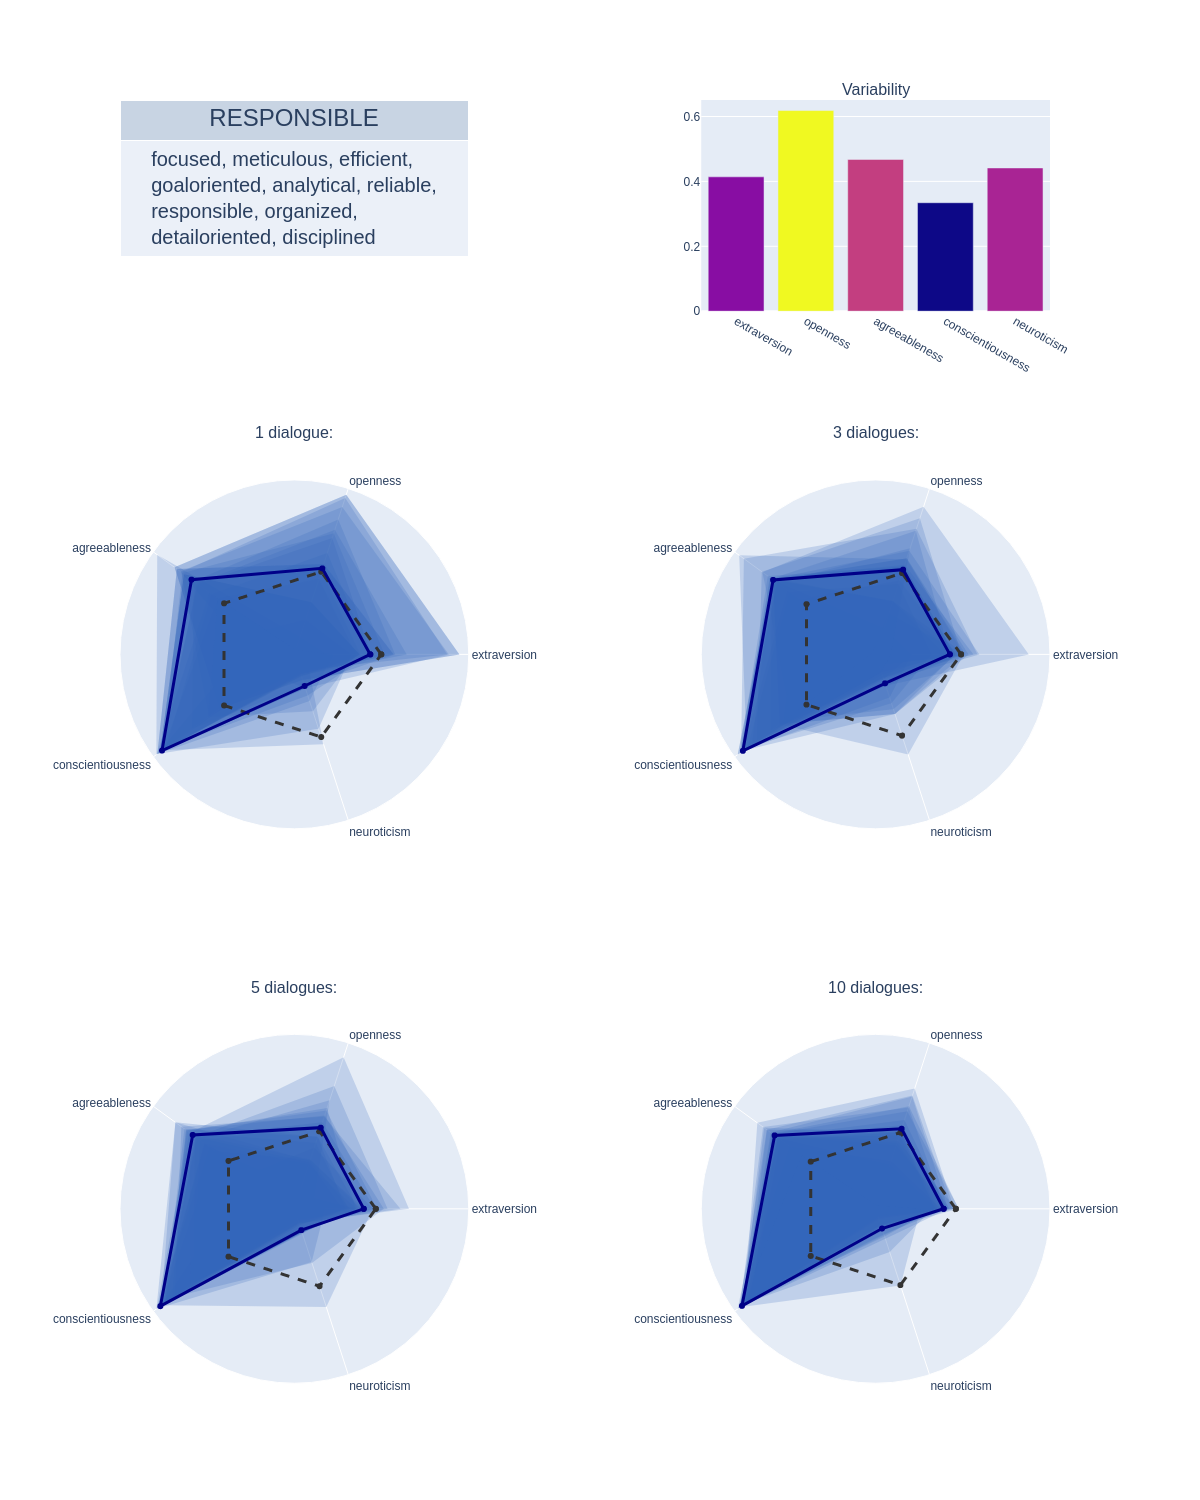 RESPONSIBLE
focused, meticulous, efficient,
goaloriented, analytical, reliable,
responsible, organized,
detailoriented, disciplined
Variability
0.6
0.4
0.2
0
extraversion
openness
agreeableness
conscientiousness
neuroticism
1 dialogue:
openness
agreeableness
extraversion
conscientiousness
neuroticism
3 dialogues:
openness
agreeableness
extraversion
conscientiousness
neuroticism
5 dialogues:
openness
agreeableness
extraversion
conscientiousness
neuroticism
10 dialogues:
openness
agreeableness
extraversion
conscientiousness
neuroticism